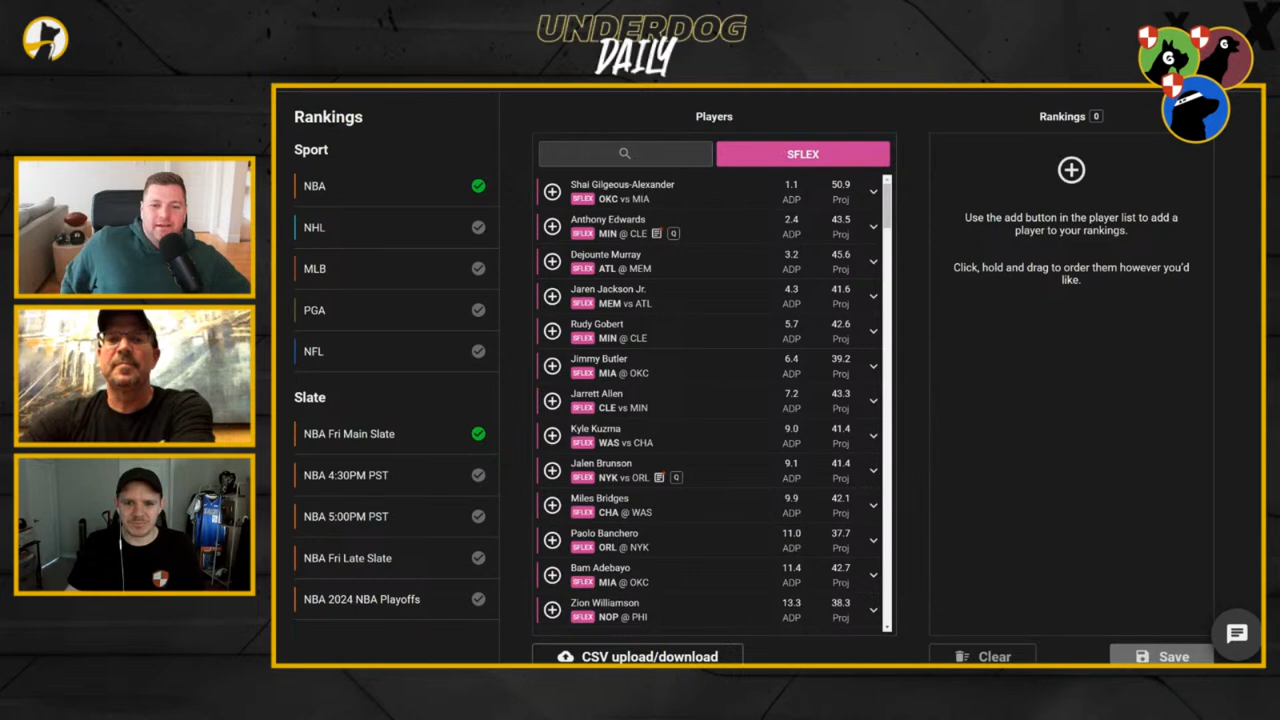 UNDERDOG
DAILY
G
G
Rankings
Sport
NBA
NHL
MLB
PGA
NFL
Slate
NBA Fri Main Slate
NBA 4:30PM PST
NBA 5:00PM PST
NBA Fri Late Slate
NBA 2024 NBA Playoffs
Players
SFLEX
Shai Gilgeous-Alexander 1.1 50.9
SFLEX OKC vs MIA ADP Proj
Anthony Edwards 2.4 43.5
SFLEX MIN @ CLE Q ADP Proj
Dejounte Murray 3.2 45.6
SFLEX ATL @ MEM ADP Proj
Jaren Jackson Jr. 4.3 41.6
SFLEX MEM vs ATL ADP Proj
Rudy Gobert 5.7 42.6
SFLEX MIN @ CLE ADP Proj
Jimmy Butler 6.4 39.2
SFLEX MIA @ OKC ADP Proj
Jarrett Allen 7.2 43.3
SFLEX CLE vs MIN ADP Proj
Kyle Kuzma 9.0 41.4
SFLEX WAS vs CHA ADP Proj
Jalen Brunson 9.1 41.4
SFLEX NYK vs ORL Q ADP Proj
Miles Bridges 9.9 42.1
SFLEX CHA @ WAS ADP Proj
Paolo Banchero 11.0 37.7
SFLEX ORL @ NYK ADP Proj
Bam Adebayo 11.4 42.7
SFLEX MIA @ OKC ADP Proj
Zion Williamson 13.3 38.3
SFLEX NOP @ PHI ADP Proj
CSV upload/download
Rankings 0
Use the add button in the player list to add a
player to your rankings.
Click, hold and drag to order them however you'd
like.
Clear
Save